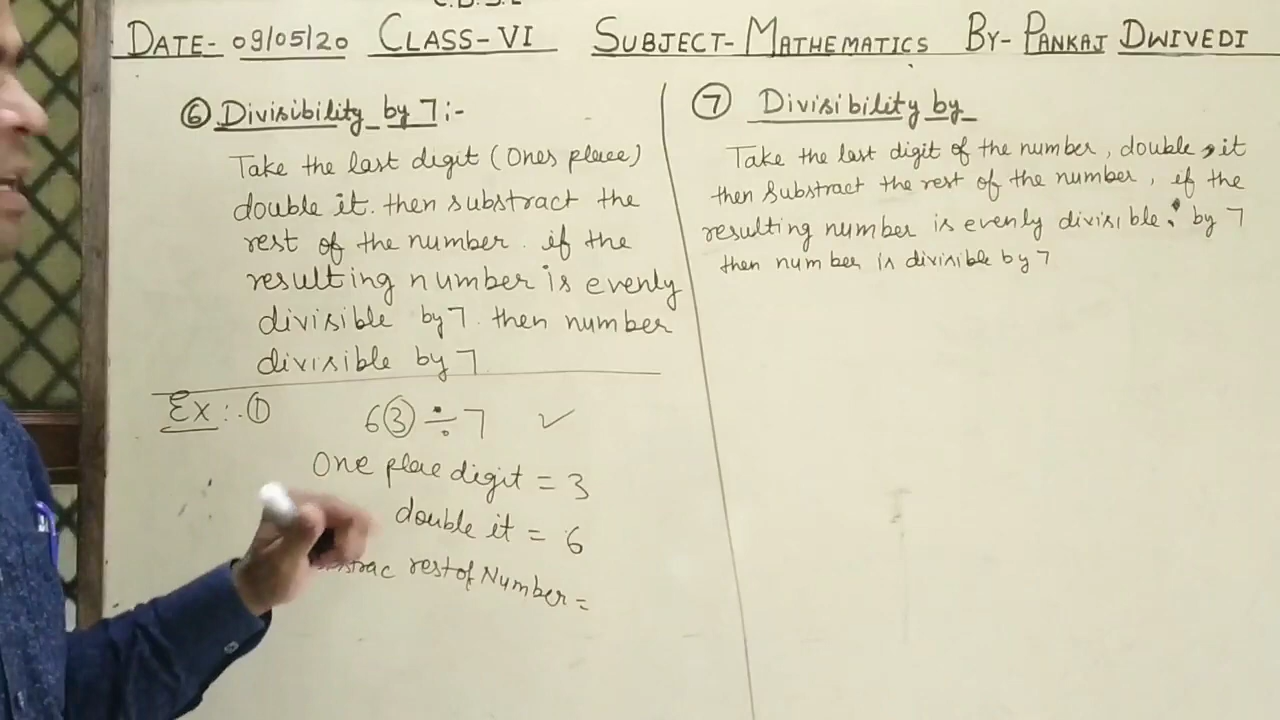 C.B.S.E
DATE- 09/05/20 CLASS-VI SUBJECT- MATHEMATICS BY- PANKAJ DWIVEDI
⑥ Divisibility by 7:-
Take the last digit (Ones place)
double it. then substract the
rest of the number. if the
resulting number is evenly
divisible by 7. then number
divisible by 7
Ex:-①
6③ ÷ 7 ✓
One place digit = 3
double it = 6
rest of Number =
⑦ Divisibility by
Take the last digit of the number, double it
then substract the rest of the number, if the
resulting number is evenly divisible by 7
then number is divisible by 7